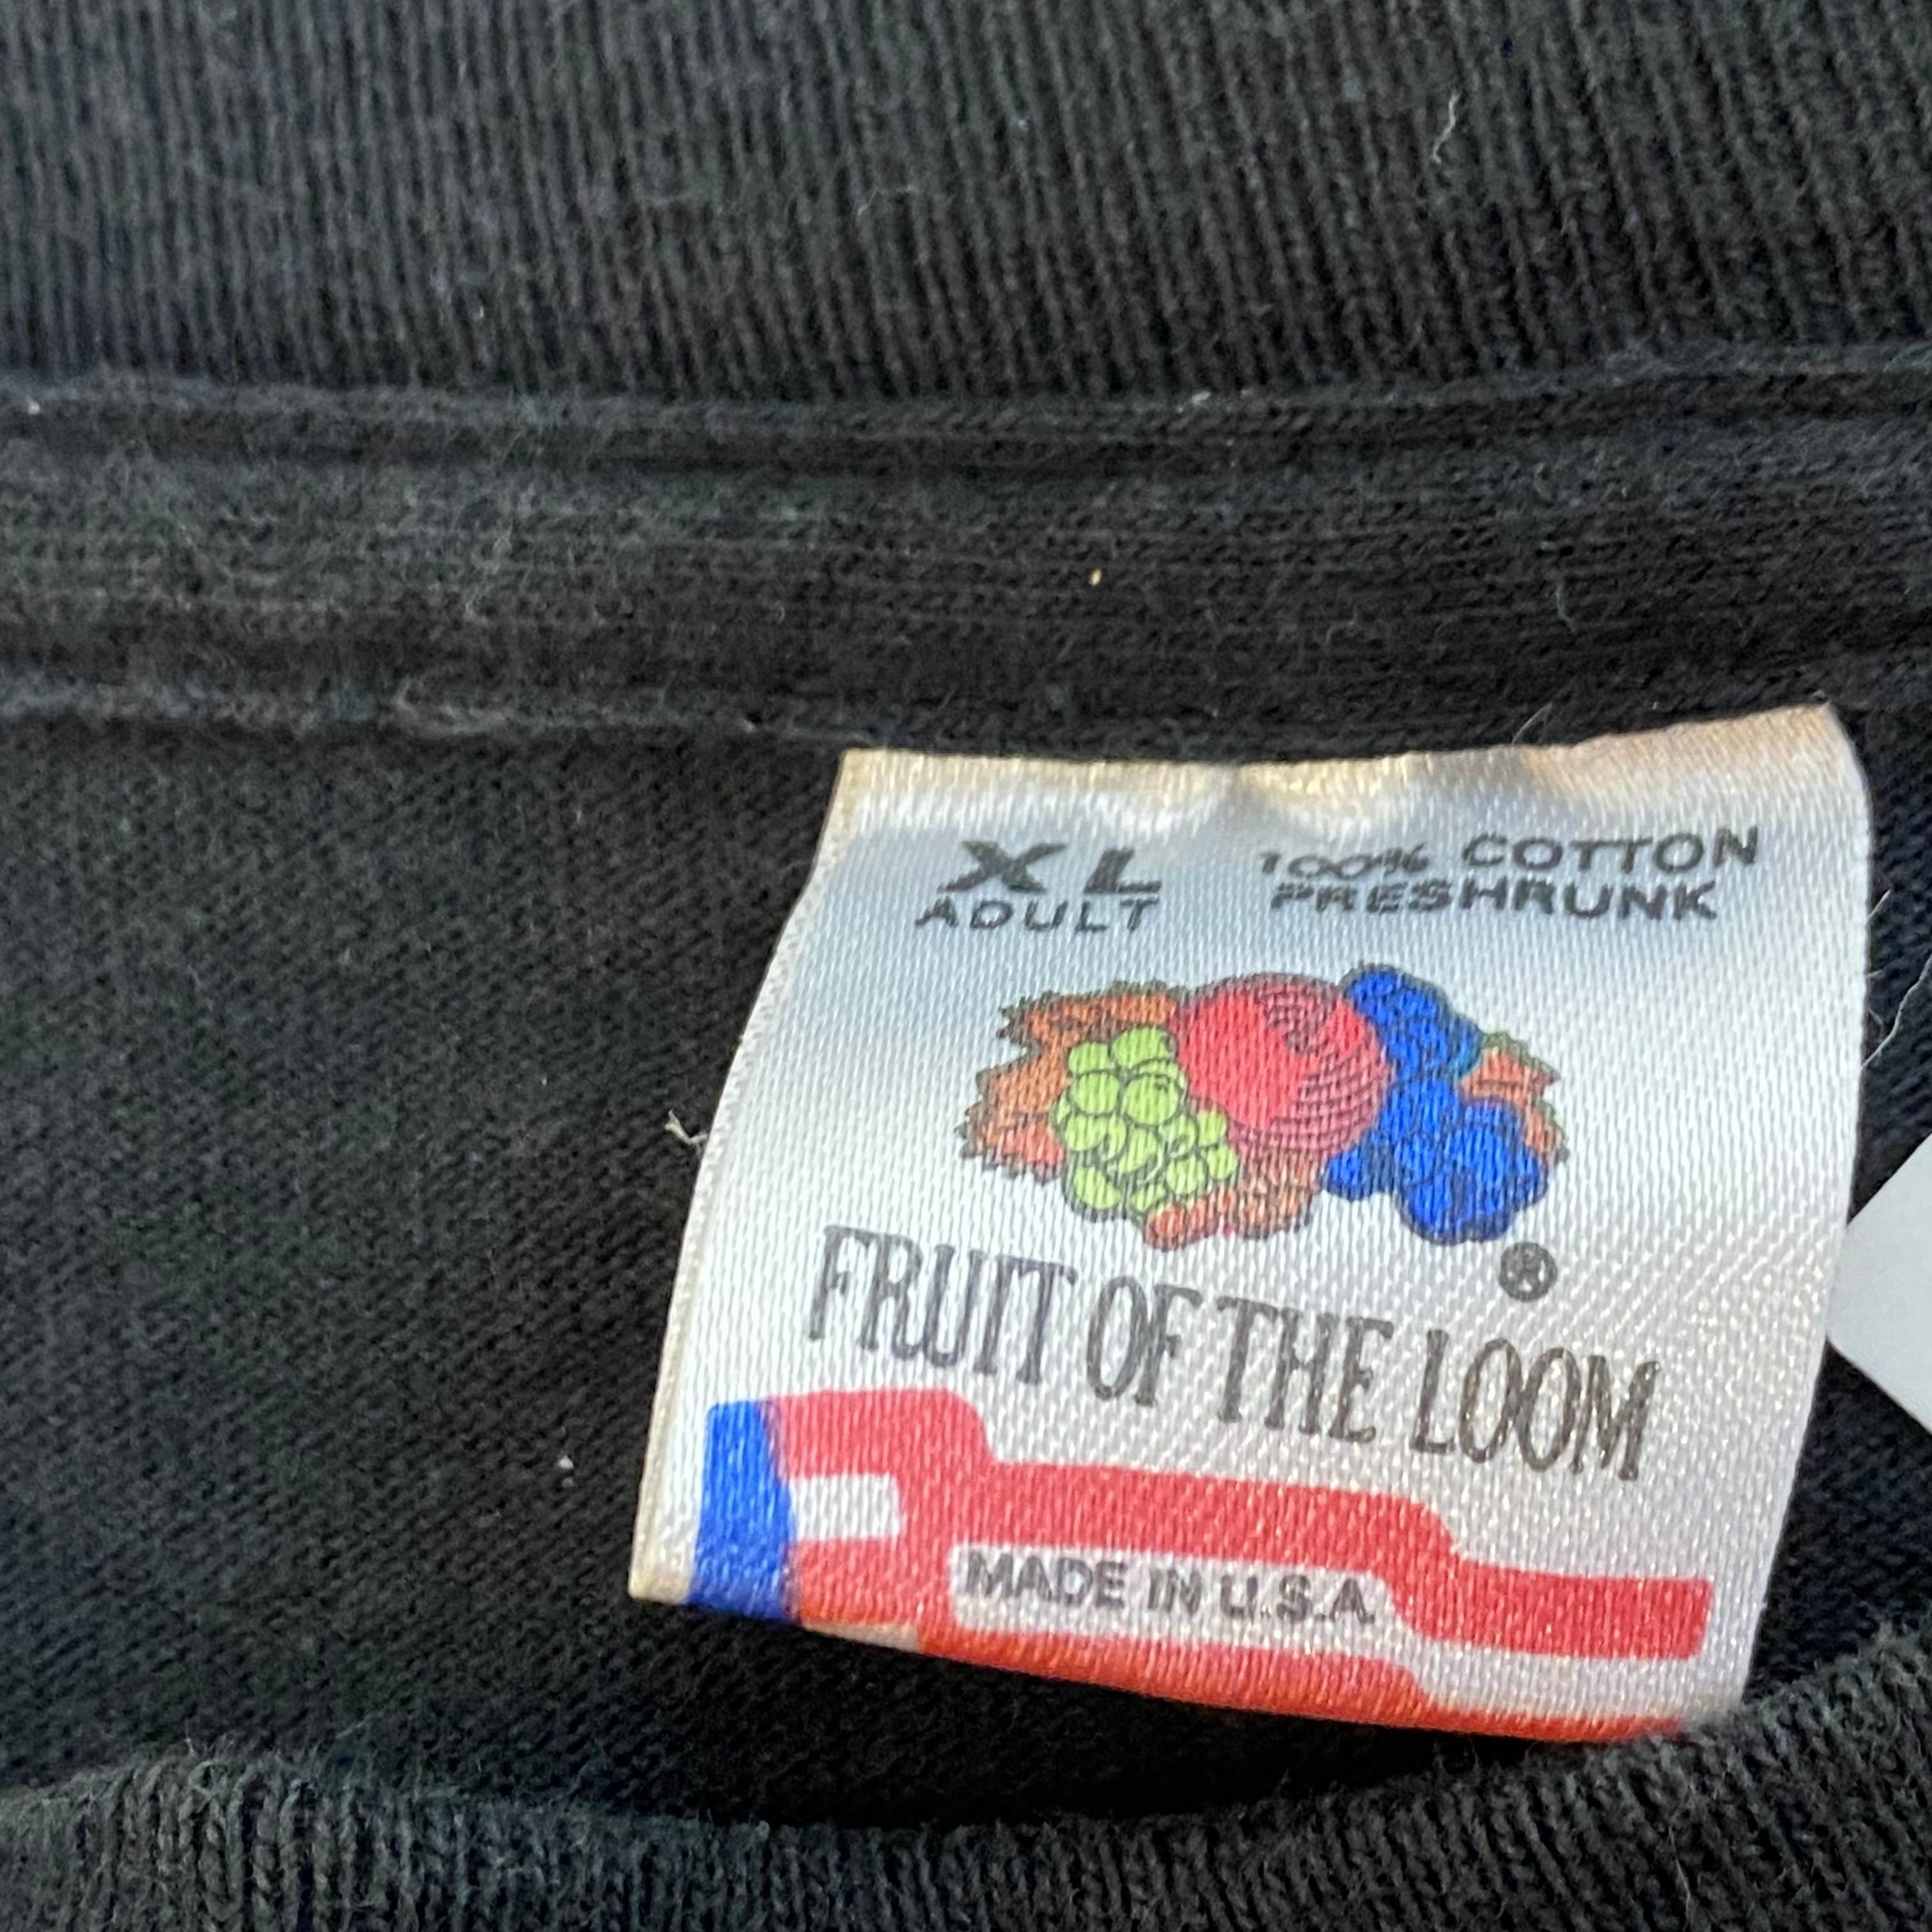 XL
ADULT
100% COTTON
PRESHRUNK
®
FRUIT OF THE LOOM
MADE IN U.S.A.